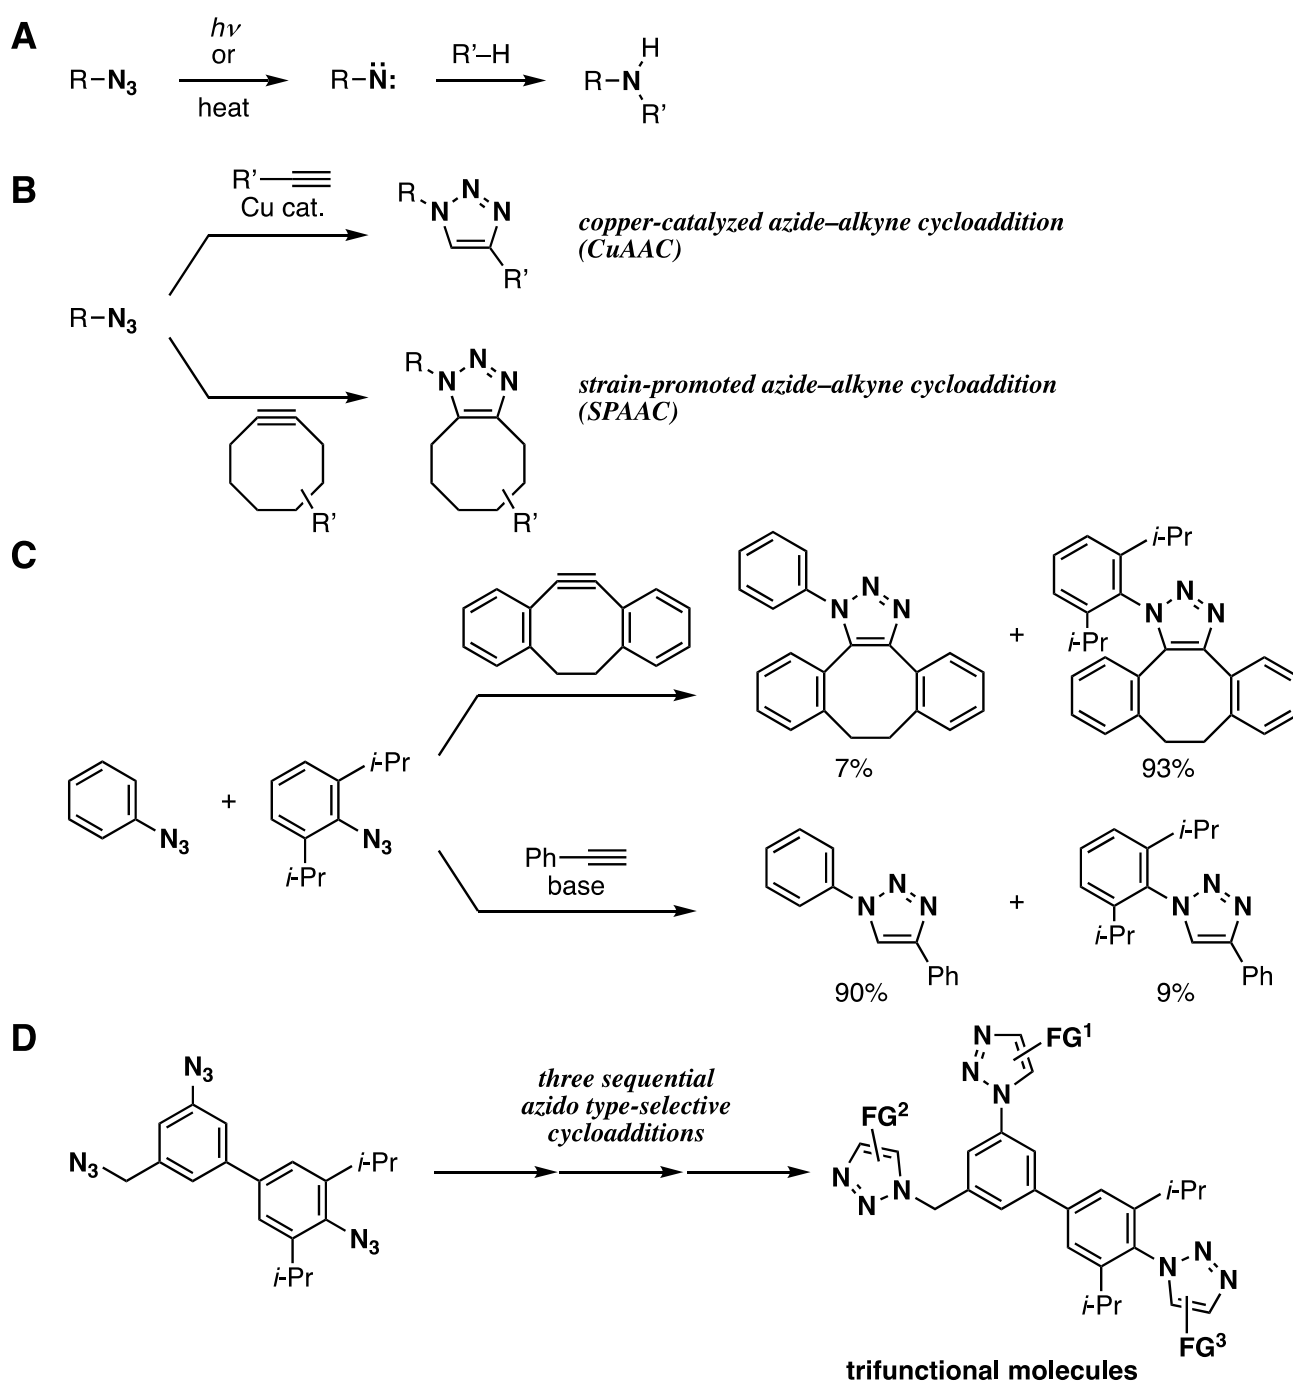 A
R–N₃
hν
or
heat
R–N̈:
R’–H
R–N
H
R’
B
R–N₃
R’
Cu cat.
R N N N
R’
copper-catalyzed azide–alkyne cycloaddition
(CuAAC)
R’
R N N N
R’
strain-promoted azide–alkyne cycloaddition
(SPAAC)
C
N₃
+
i-Pr
N₃
i-Pr
N N N
7%
+
i-Pr
N N N
i-Pr
93%
Ph
base
N N N
Ph
90%
+
i-Pr
N N N
i-Pr
Ph
9%
D
N₃
N₃
i-Pr
N₃
i-Pr
three sequential
azido type-selective
cycloadditions
N N N
FG¹
FG²
N N N
i-Pr
N N N
i-Pr
FG³
trifunctional molecules